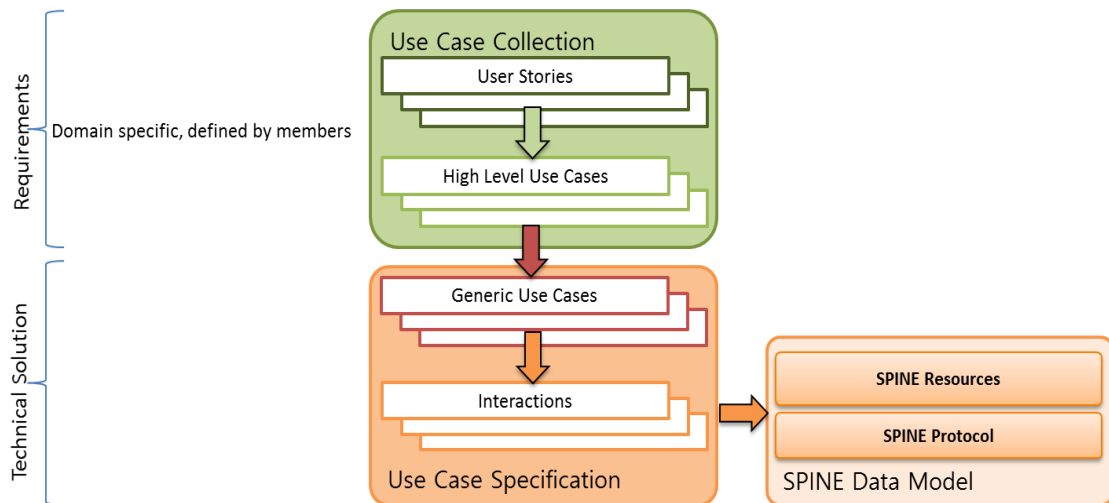 Requirements
Domain specific, defined by members
Use Case Collection
User Stories
High Level Use Cases
Technical Solution
Generic Use Cases
Interactions
Use Case Specification
SPINE Resources
SPINE Protocol
SPINE Data Model